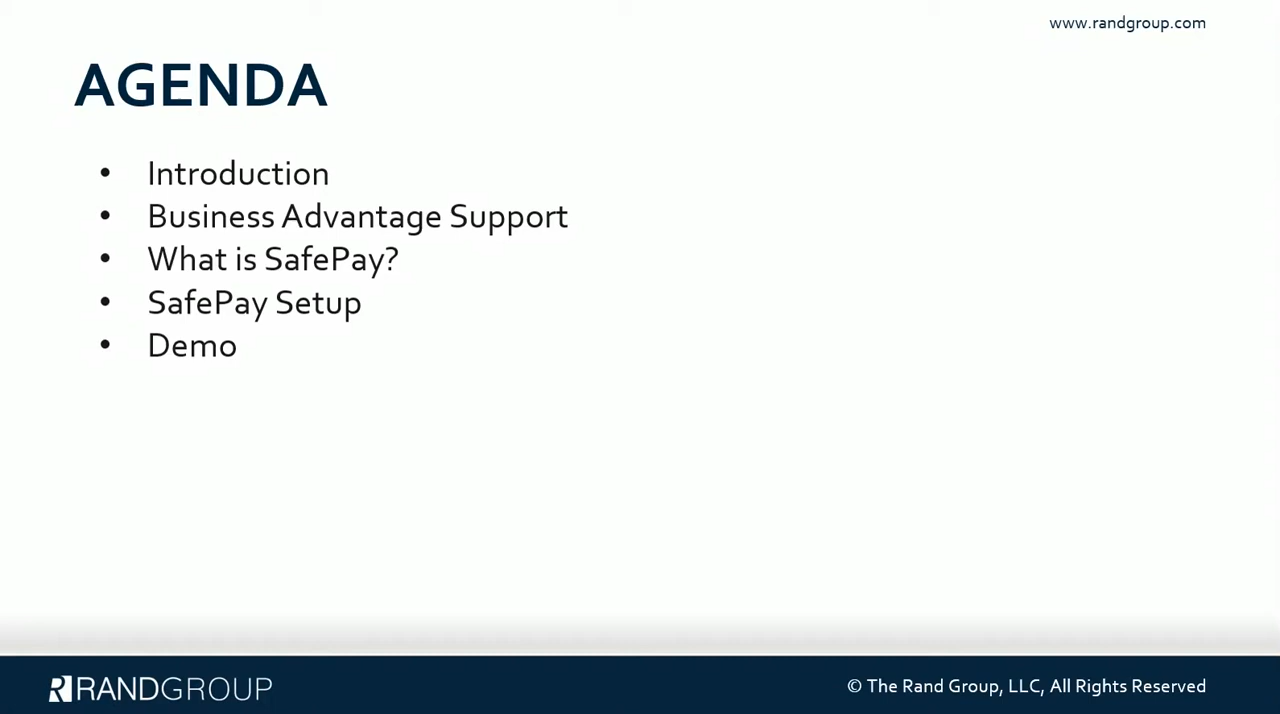 www.randgroup.com
AGENDA
• Introduction
• Business Advantage Support
• What is SafePay?
• SafePay Setup
• Demo
RANDGROUP
© The Rand Group, LLC, All Rights Reserved